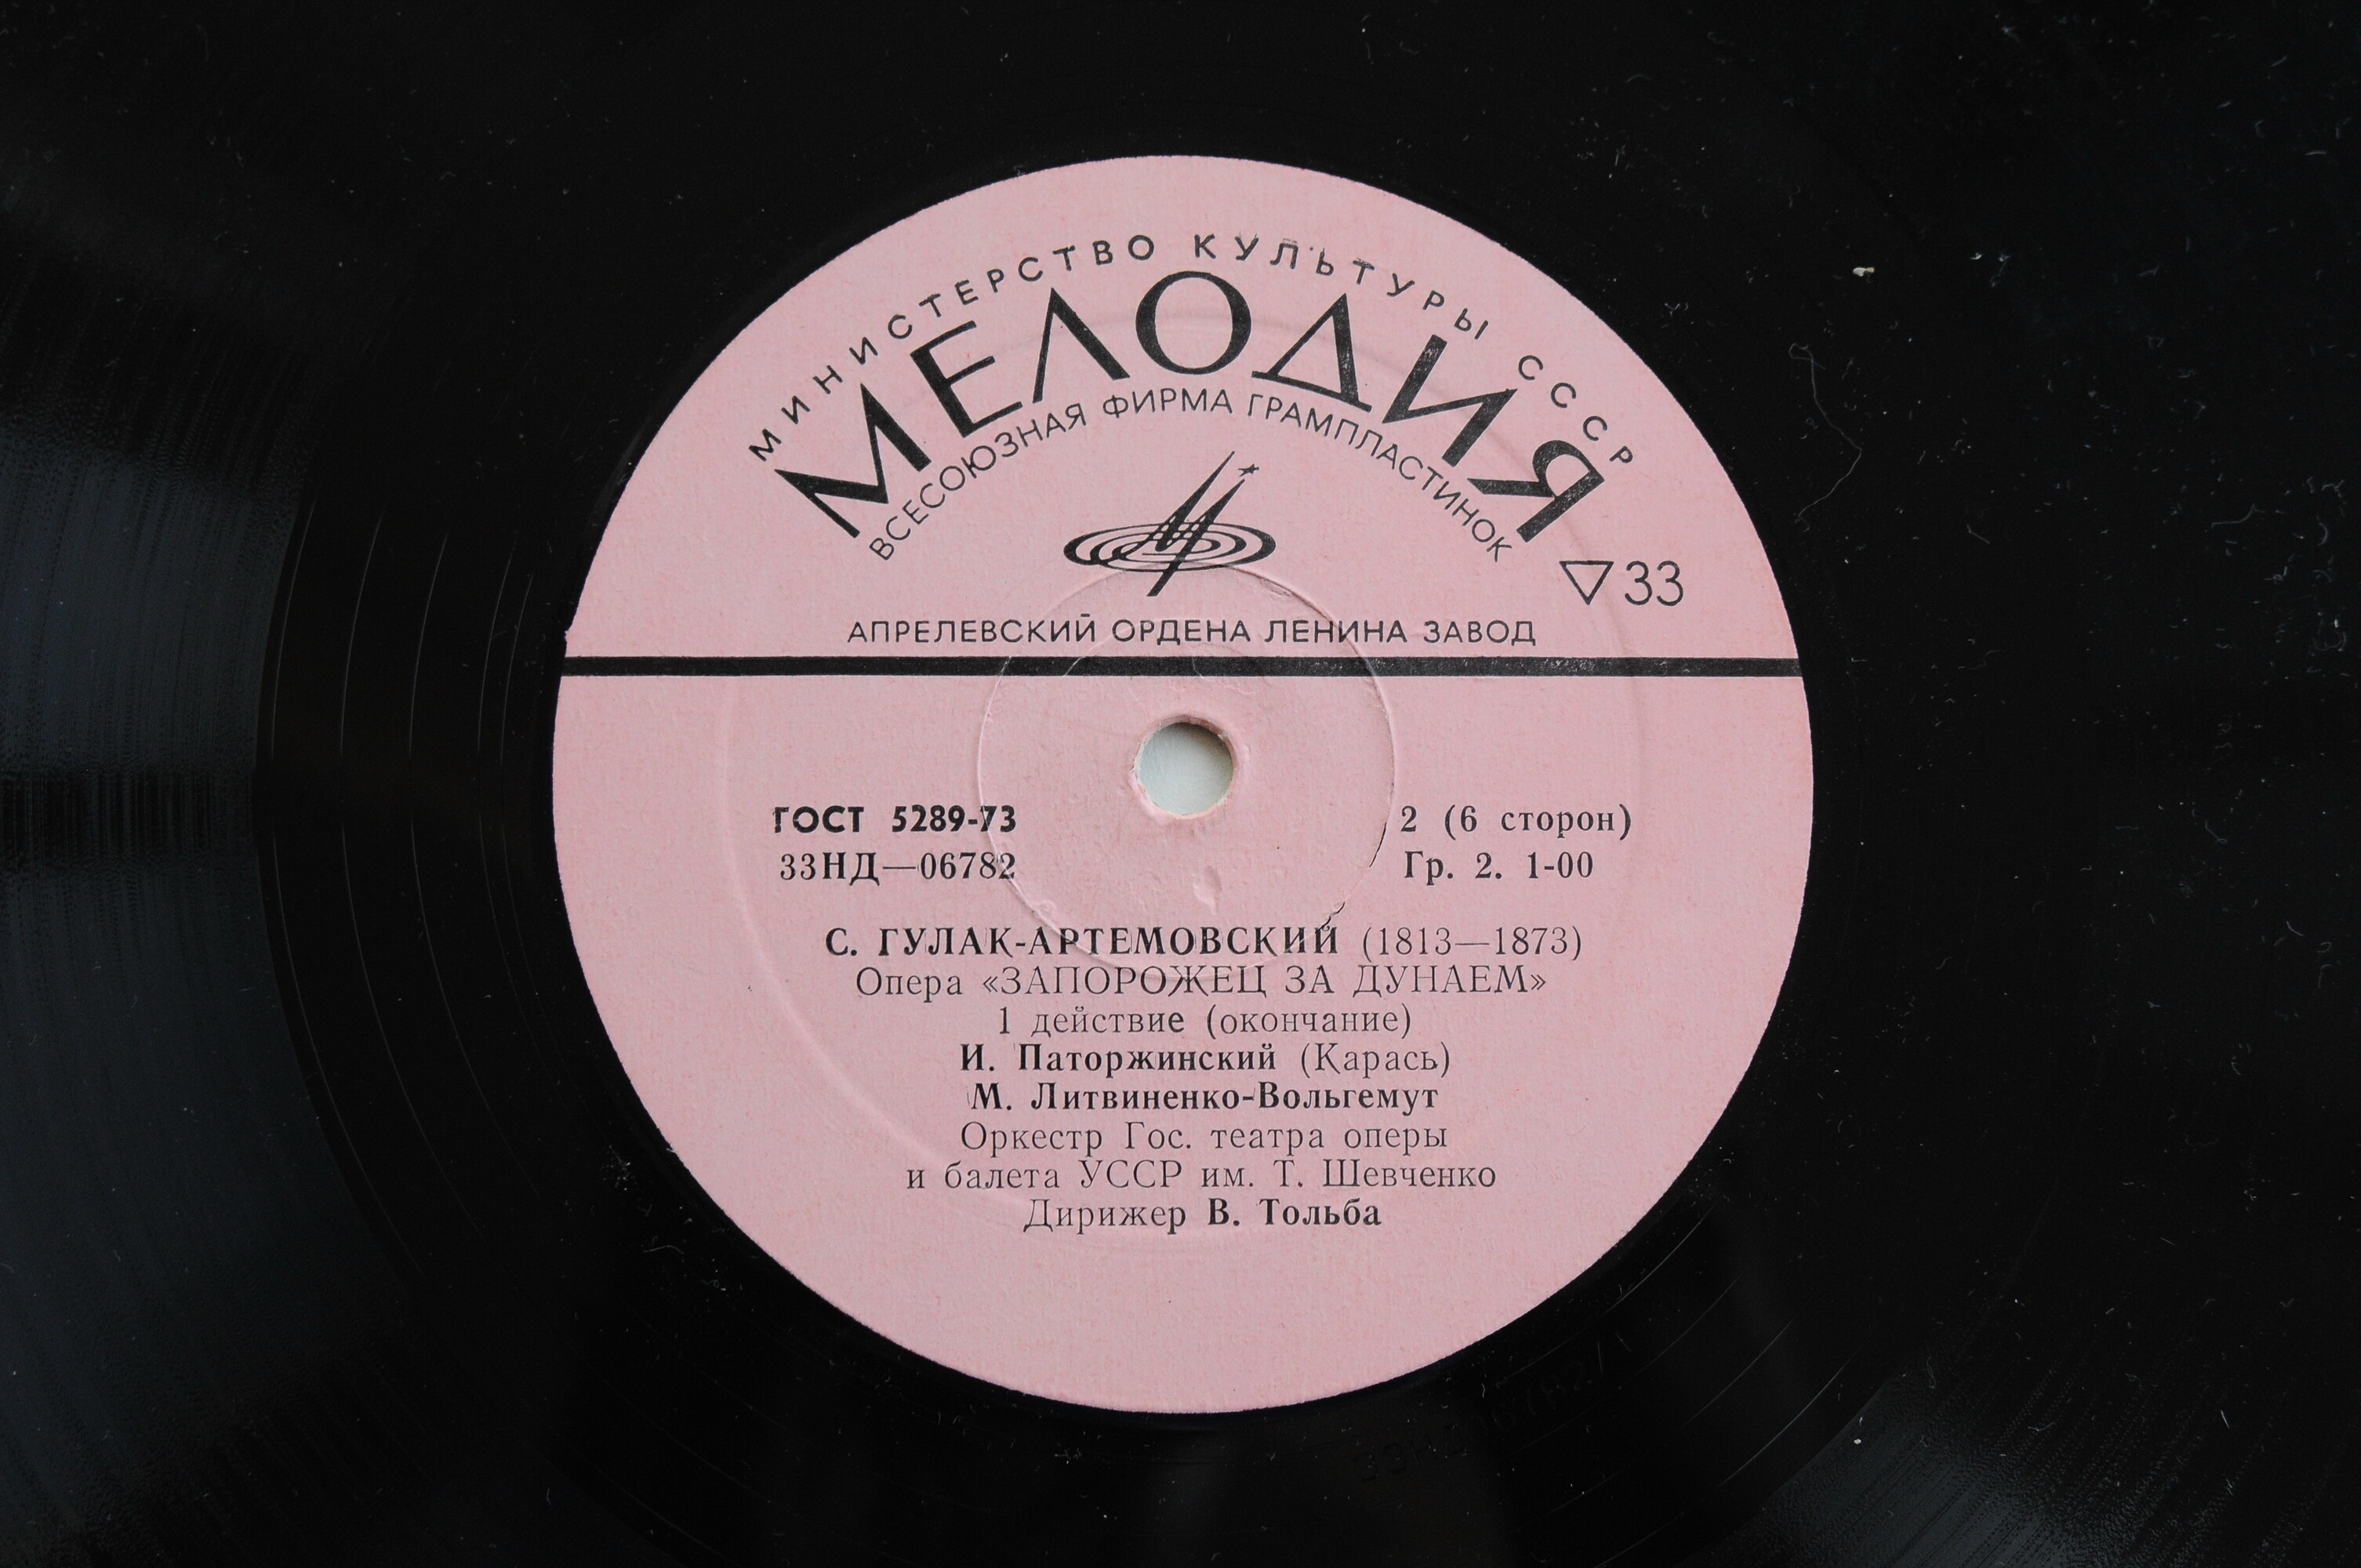 МИНИСТЕРСТВО КУЛЬТУРЫ СССР
МЕЛОДИЯ
ВСЕСОЮЗНАЯ ФИРМА ГРАМПЛАСТИНОК
▽33
АПРЕЛЕВСКИЙ ОРДЕНА ЛЕНИНА ЗАВОД
ГОСТ 5289-73
2 (6 сторон)
33НД—06782
Гр. 2. 1-00
С. ГУЛАК-АРТЕМОВСКИЙ (1813—1873)
Опера «ЗАПОРОЖЕЦ ЗА ДУНАЕМ»
1 действие (окончание)
И. Паторжинский (Карась)
М. Литвиненко-Вольгемут
Оркестр Гос. театра оперы
и балета УССР им. Т. Шевченко
Дирижер В. Тольба